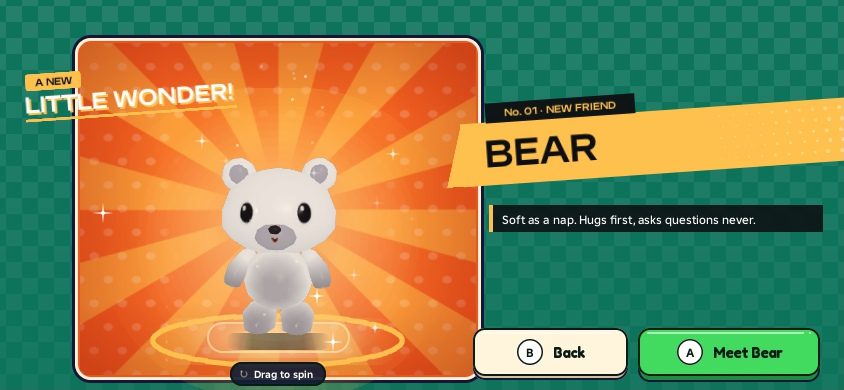 A NEW
LITTLE WONDER!
No. 01 · NEW FRIEND
BEAR
Soft as a nap. Hugs first, asks questions never.
B Back
A Meet Bear
Drag to spin